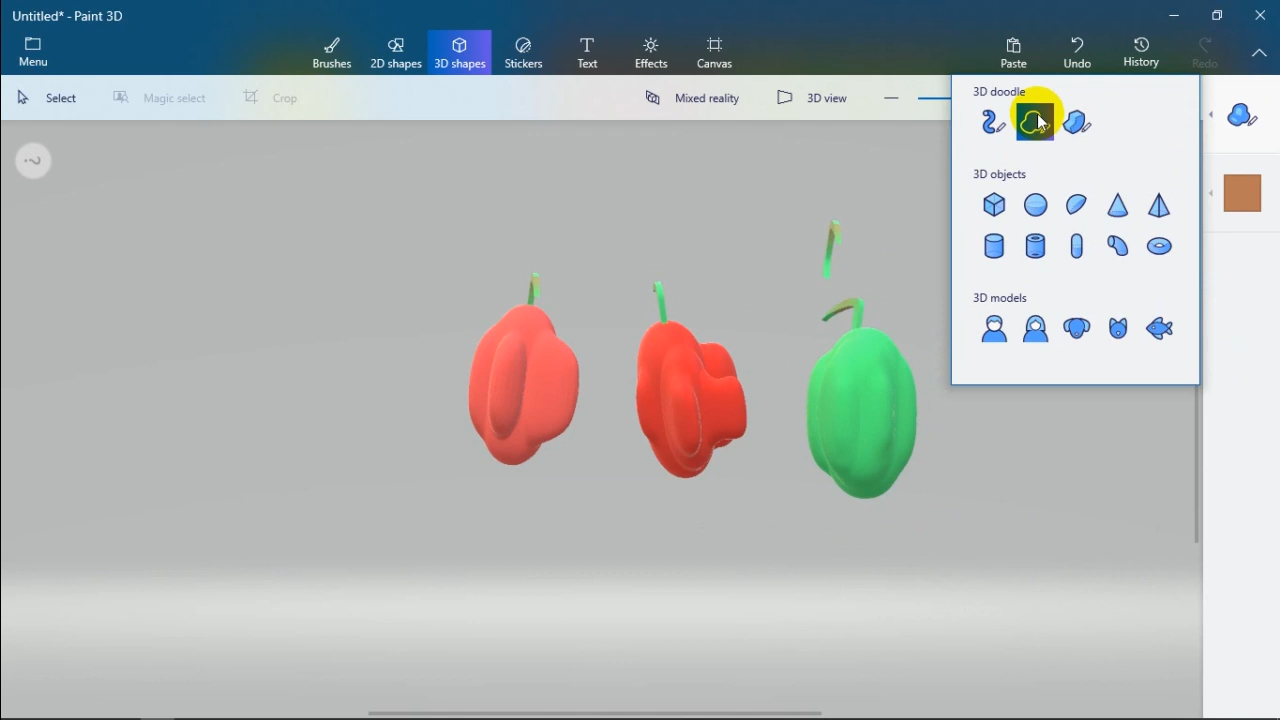 Untitled* - Paint 3D
Menu
Brushes
2D shapes
3D shapes
Stickers
Text
Effects
Canvas
Paste
Undo
History
Redo
Select
Magic select
Crop
Mixed reality
3D view
3D doodle
3D objects
3D models